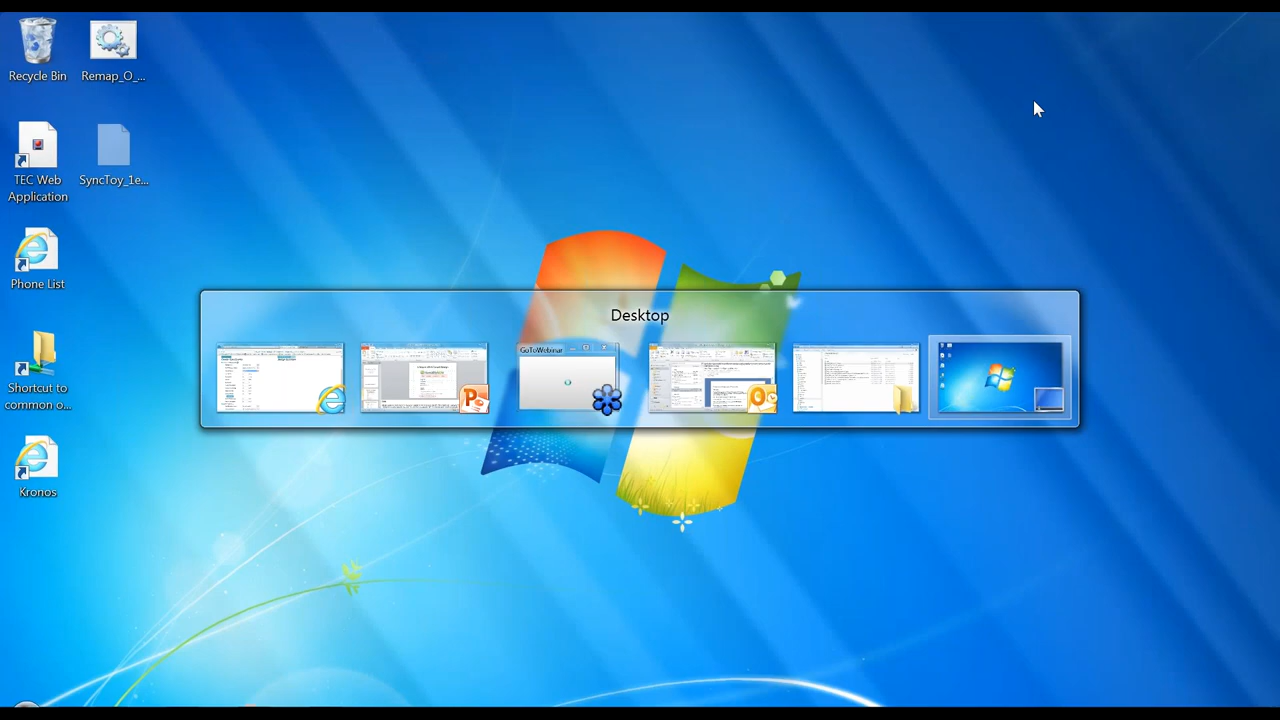 Recycle Bin
Remap_O_...
TEC Web
Application
SyncToy_1e...
Phone List
Shortcut to
common o...
Kronos
Desktop
GoToWebinar